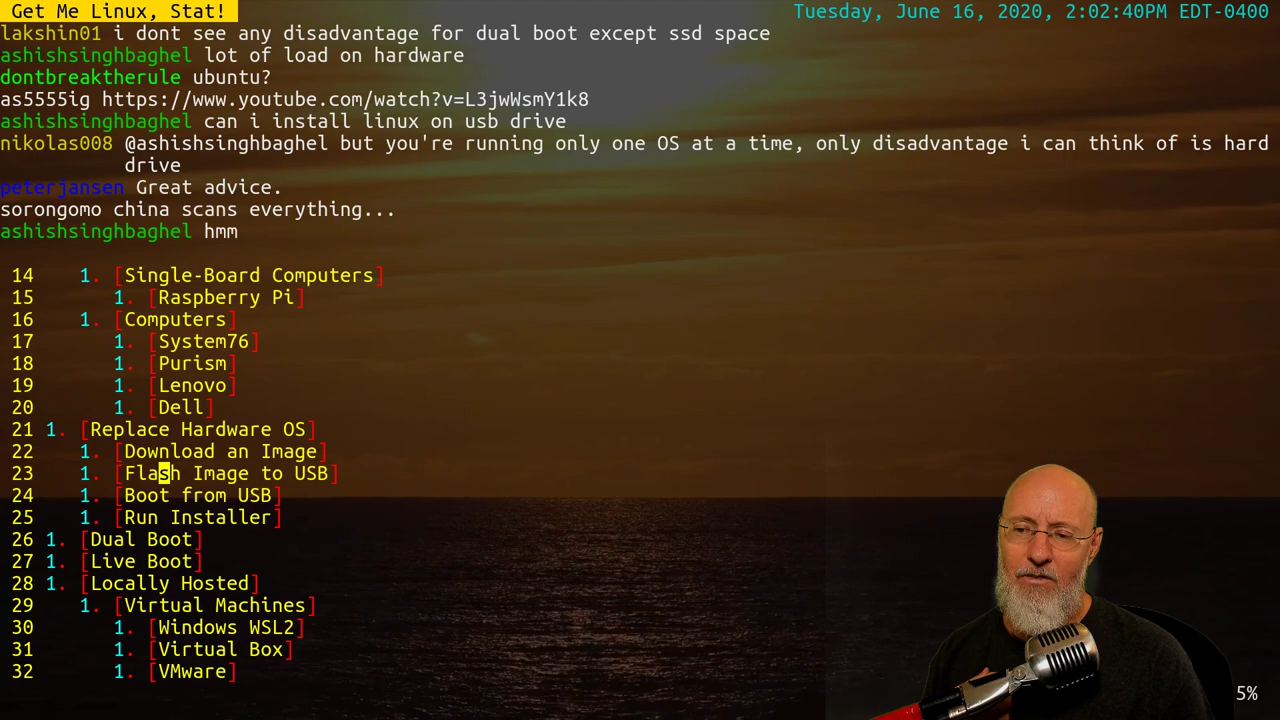 Get Me Linux, Stat!
Tuesday, June 16, 2020, 2:02:40PM EDT-0400
lakshin01 i dont see any disadvantage for dual boot except ssd space
ashishsinghbaghel lot of load on hardware
dontbreaktherule ubuntu?
as5555ig https://www.youtube.com/watch?v=L3jwWsmY1k8
ashishsinghbaghel can i install linux on usb drive
nikolas008 @ashishsinghbaghel but you're running only one OS at a time, only disadvantage i can think of is hard
drive
peterjansen Great advice.
sorongomo china scans everything...
ashishsinghbaghel hmm
14 1. [Single-Board Computers]
15 1. [Raspberry Pi]
16 1. [Computers]
17 1. [System76]
18 1. [Purism]
19 1. [Lenovo]
20 1. [Dell]
21 1. [Replace Hardware OS]
22 1. [Download an Image]
23 1. [Flash Image to USB]
24 1. [Boot from USB]
25 1. [Run Installer]
26 1. [Dual Boot]
27 1. [Live Boot]
28 1. [Locally Hosted]
29 1. [Virtual Machines]
30 1. [Windows WSL2]
31 1. [Virtual Box]
32 1. [VMware]
5%